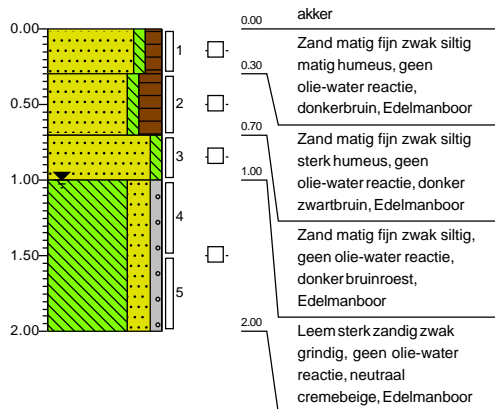 0.00
0.50
1.00
1.50
2.00
1
2
3
4
5
0.00
akker
0.30
Zand matig fijn zwak siltig
matig humeus, geen
olie-water reactie,
donkerbruin, Edelmanboor
0.70
Zand matig fijn zwak siltig
sterk humeus, geen
olie-water reactie, donker
zwartbruin, Edelmanboor
1.00
Zand matig fijn zwak siltig,
geen olie-water reactie,
donker bruinroest,
Edelmanboor
2.00
Leem sterk zandig zwak
grindig, geen olie-water
reactie, neutraal
cremebeige, Edelmanboor